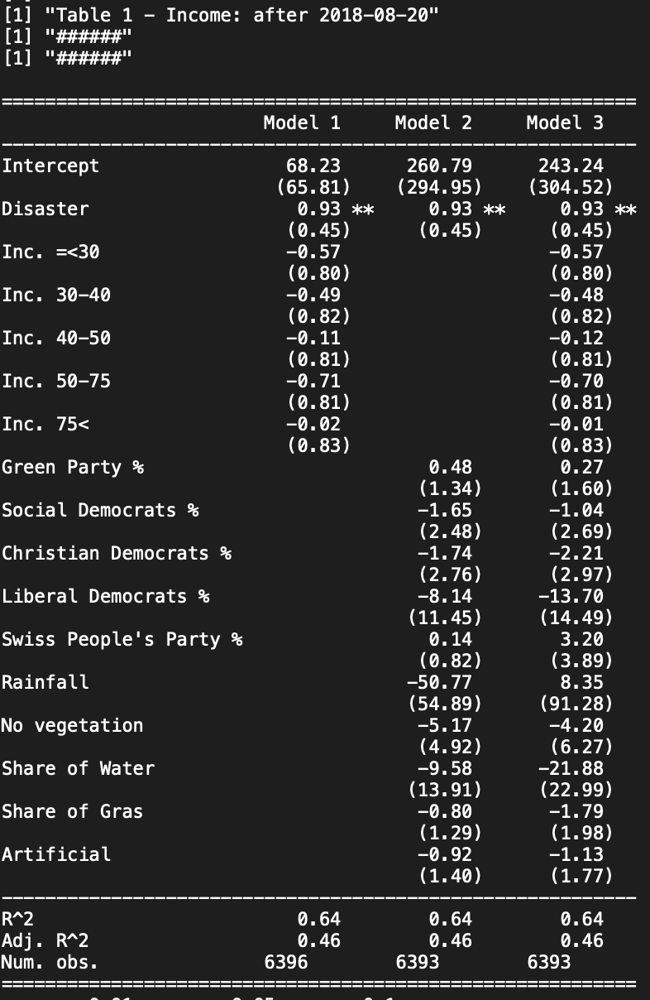 [1] "Table 1 - Income: after 2018-08-20"
[1] "######"
[1] "######"
==========================================================
                        Model 1     Model 2     Model 3
----------------------------------------------------------
Intercept                 68.23      260.79      243.24
                         (65.81)    (294.95)    (304.52)
Disaster                   0.93 **     0.93 **     0.93 **
                          (0.45)      (0.45)      (0.45)
Inc. =<30                 -0.57                   -0.57
                          (0.80)                  (0.80)
Inc. 30-40                -0.49                   -0.48
                          (0.82)                  (0.82)
Inc. 40-50                -0.11                   -0.12
                          (0.81)                  (0.81)
Inc. 50-75                -0.71                   -0.70
                          (0.81)                  (0.81)
Inc. 75<                  -0.02                   -0.01
                          (0.83)                  (0.83)
Green Party %                          0.48        0.27
                                      (1.34)      (1.60)
Social Democrats %                    -1.65       -1.04
                                      (2.48)      (2.69)
Christian Democrats %                 -1.74       -2.21
                                      (2.76)      (2.97)
Liberal Democrats %                   -8.14      -13.70
                                     (11.45)     (14.49)
Swiss People's Party %                 0.14        3.20
                                      (0.82)      (3.89)
Rainfall                             -50.77        8.35
                                     (54.89)     (91.28)
No vegetation                         -5.17       -4.20
                                      (4.92)      (6.27)
Share of Water                        -9.58      -21.88
                                     (13.91)     (22.99)
Share of Gras                         -0.80       -1.79
                                      (1.29)      (1.98)
Artificial                            -0.92       -1.13
                                      (1.40)      (1.77)
----------------------------------------------------------
R^2                        0.64        0.64        0.64
Adj. R^2                   0.46        0.46        0.46
Num. obs.               6396        6393        6393
==========================================================